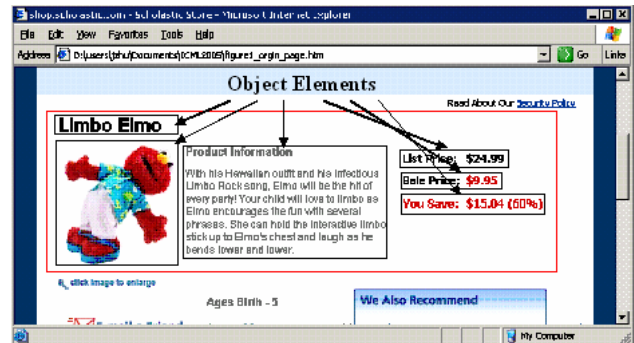 shop.scholastic.com - Scholastic Store - Microsoft Internet Explorer
File Edit View Favorites Tools Help
Address D:\users\jzhu\Documents\ICML2005\figure1_orgin_page.htm Go Links
Object Elements
Read About Our Security Policy
Limbo Elmo
Product Information
With his Hawaiian outfit and his infectious
Limbo Rock song, Elmo will be the hit of
every party! Your child will love to limbo as
Elmo encourages the fun with several
phrases. She can hold the interactive limbo
stick up to Elmo's chest and laugh as he
bends lower and lower.
List Price: $24.99
Sale Price: $9.95
You Save: $15.04 (60%)
click image to enlarge
Ages Birth - 5
We Also Recommend
E-mail a Friend
My Computer